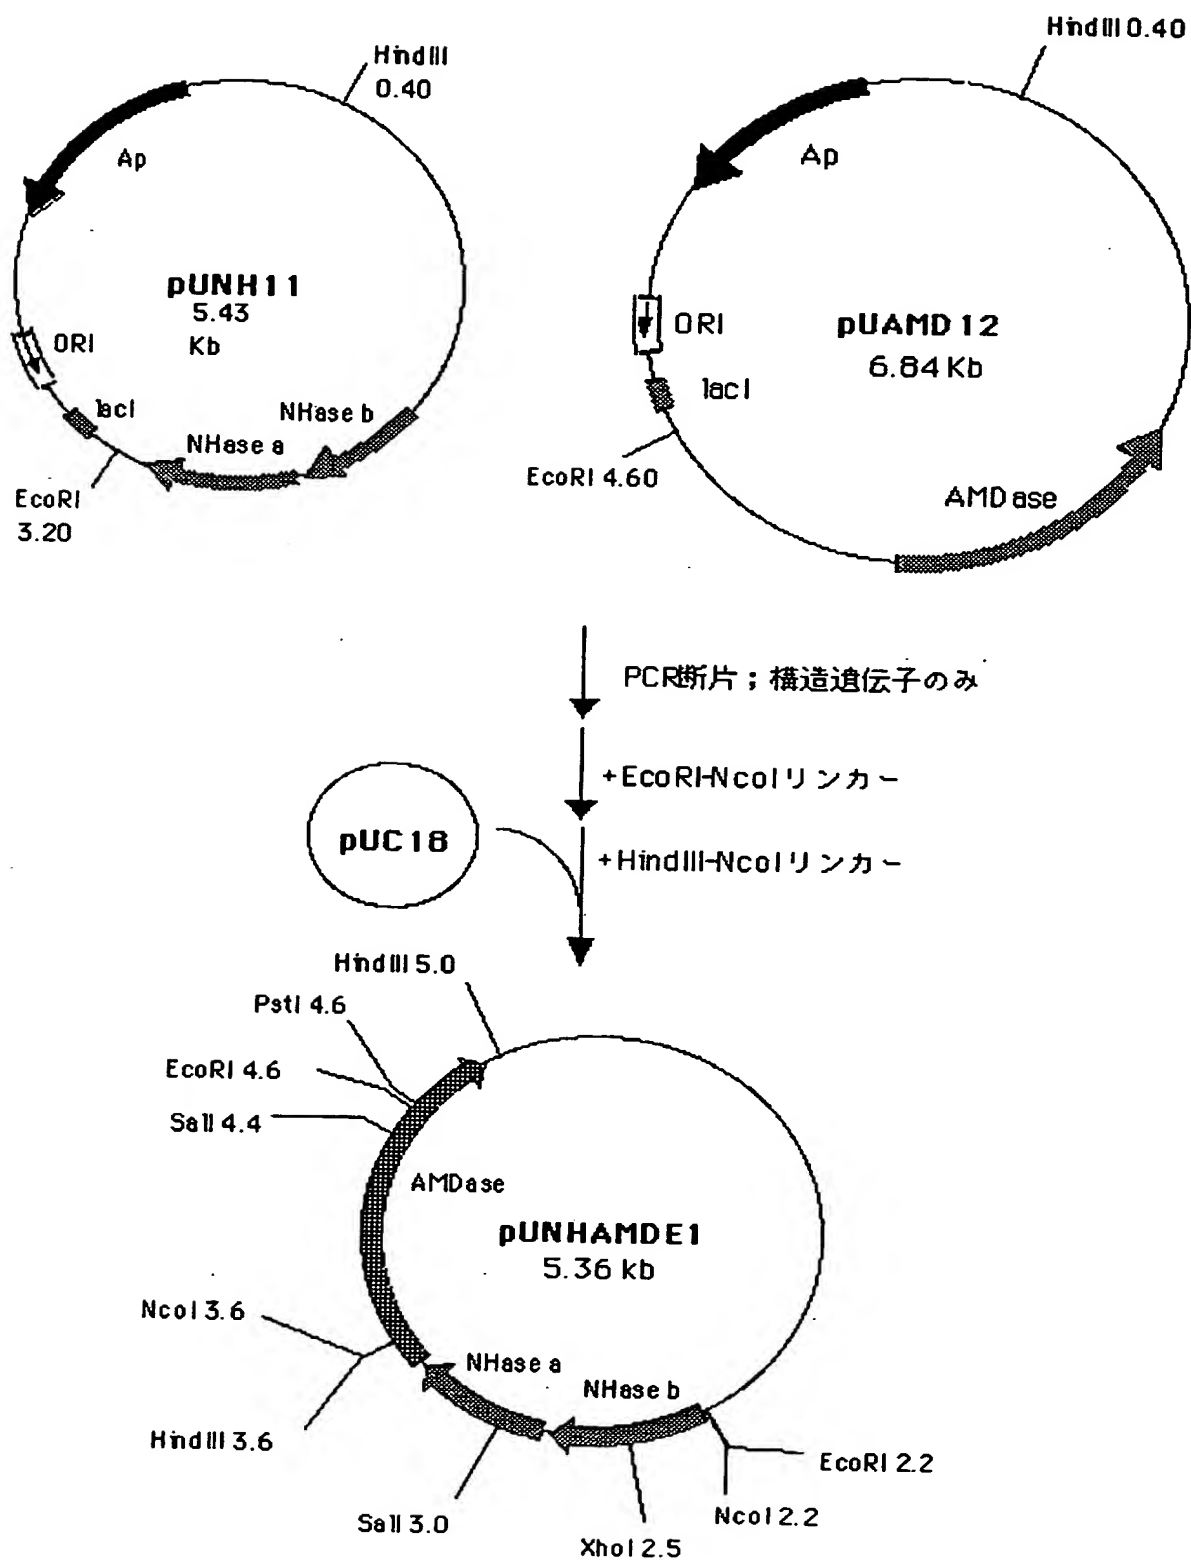 HindIII
0.40
Ap
pUNH11
5.43
Kb
ORI
lacI
NHase b
NHase a
EcoRI
3.20
HindIII 0.40
Ap
pUAMD12
6.84 Kb
ORI
lacI
EcoRI 4.60
AMDase
PCR断片；構造遺伝子のみ
+EcoRI-NcoIリンカー
pUC18
+HindIII-NcoIリンカー
HindIII 5.0
PstI 4.6
EcoRI 4.6
SalI 4.4
AMDase
pUNHAMDE1
5.36 kb
NcoI 3.6
NHase a
NHase b
HindIII 3.6
EcoRI 2.2
NcoI 2.2
SalI 3.0
XhoI 2.5